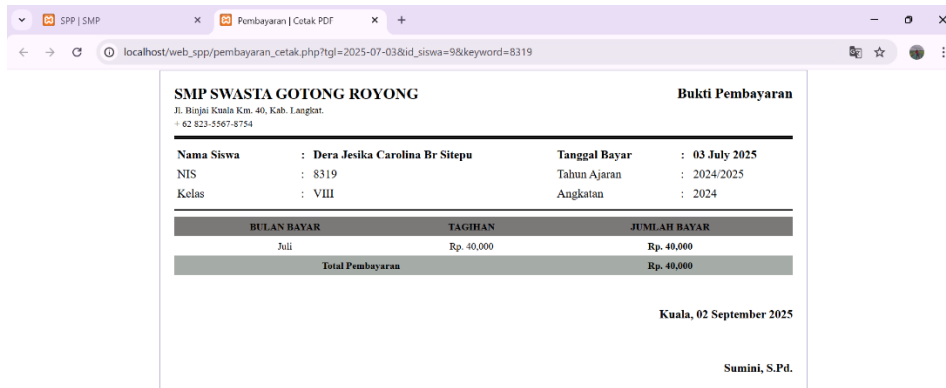 SPP | SMP
Pembayaran | Cetak PDF
localhost/web_spp/pembayaran_cetak.php?tgl=2025-07-03&id_siswa=9&keyword=8319
SMP SWASTA GOTONG ROYONG Bukti Pembayaran
Jl. Binjai Kuala Km. 40, Kab. Langkat.
+ 62 823-5567-8754
Nama Siswa : Dera Jesika Carolina Br Sitepu Tanggal Bayar : 03 July 2025
NIS : 8319 Tahun Ajaran : 2024/2025
Kelas : VIII Angkatan : 2024
BULAN BAYAR TAGIHAN JUMLAH BAYAR
Juli Rp. 40,000 Rp. 40,000
Total Pembayaran Rp. 40,000
Kuala, 02 September 2025
Sumini, S.Pd.